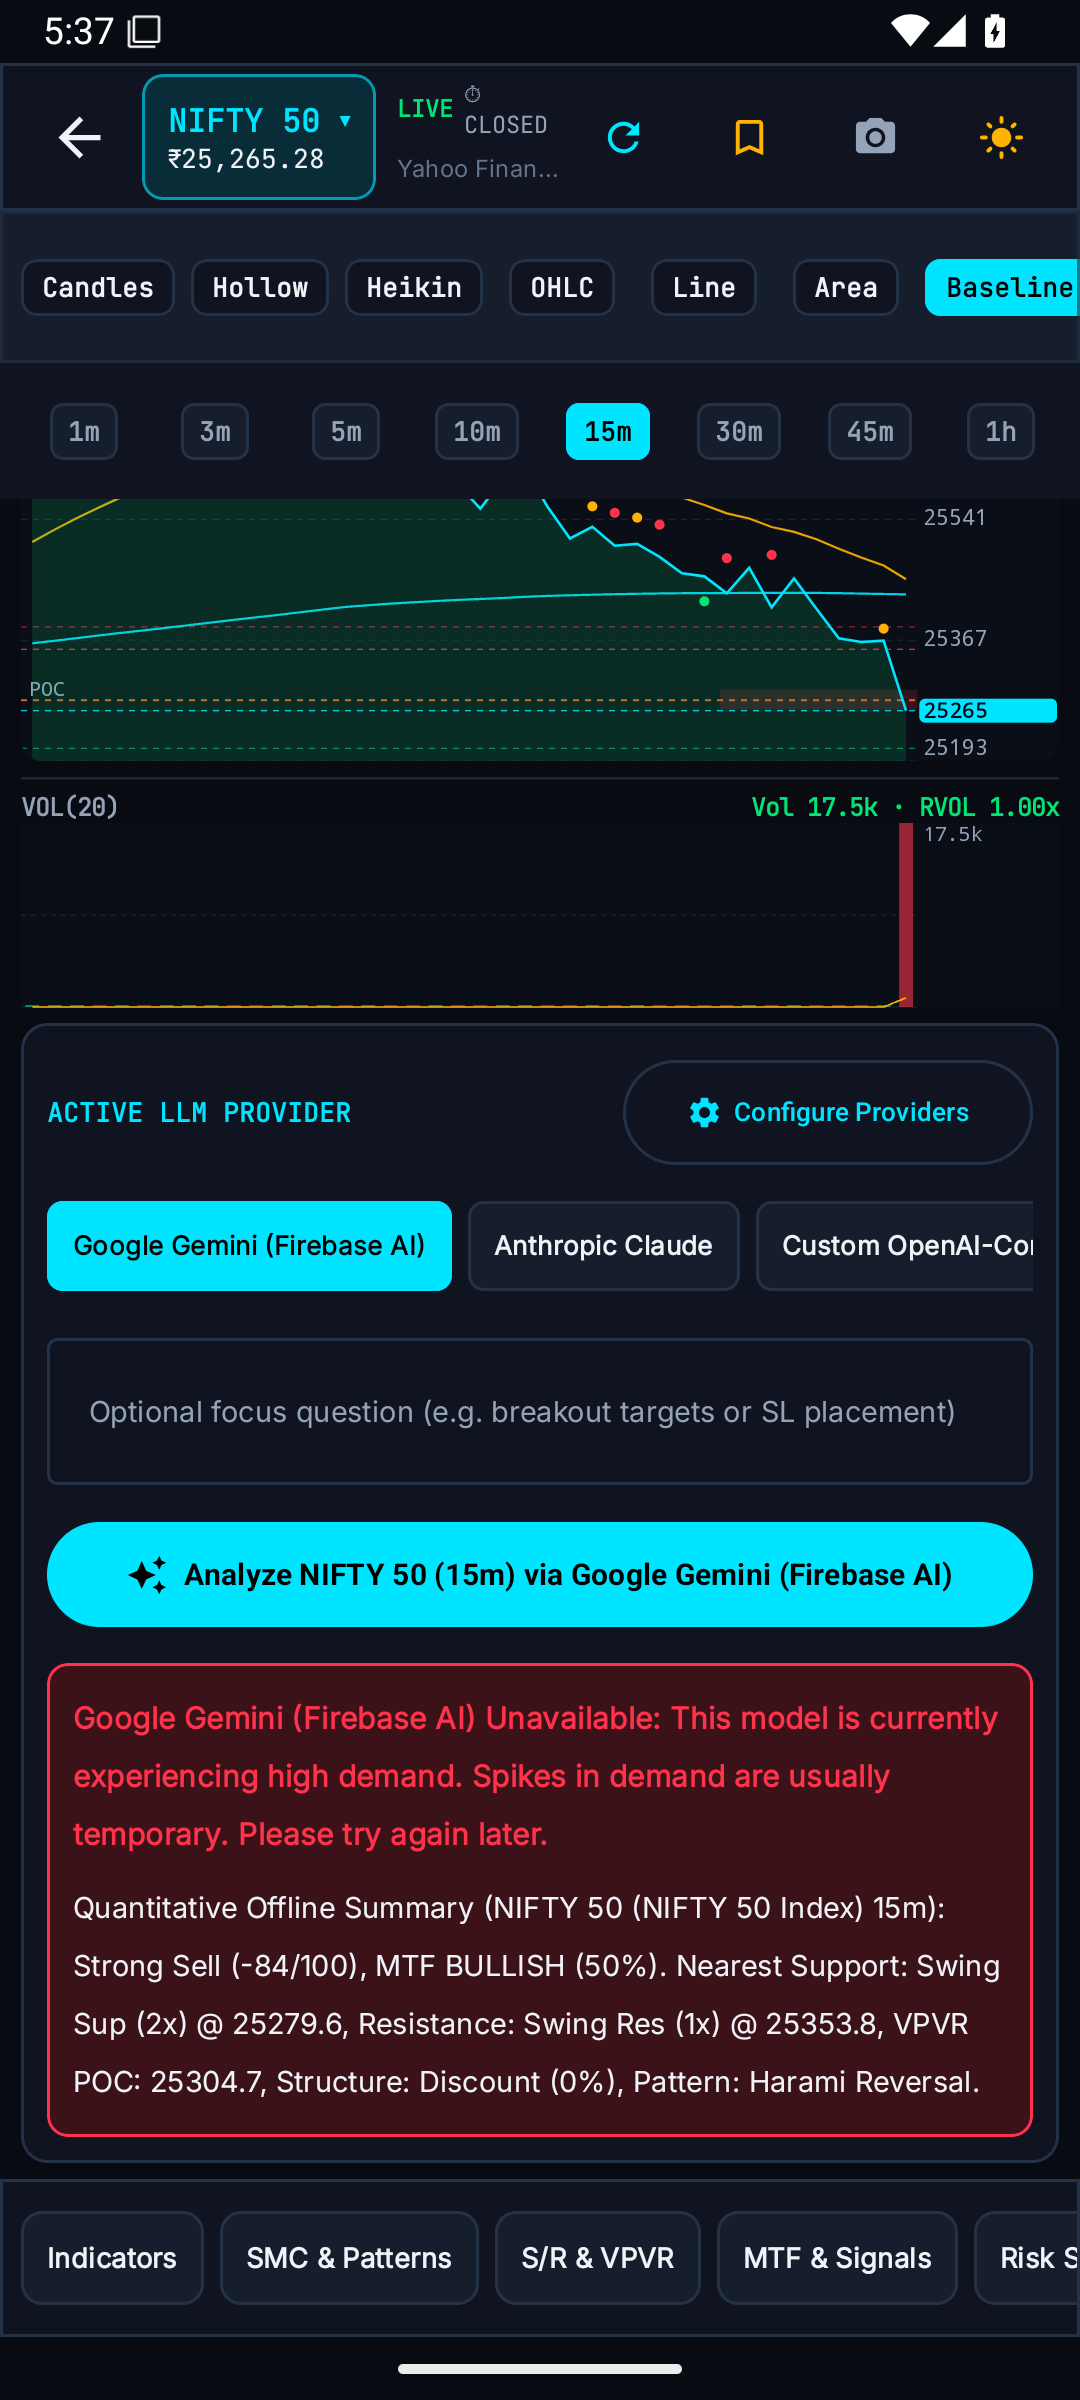 5:37
NIFTY 50 ▾
₹25,265.28
LIVE
⏱
CLOSED
Yahoo Finan...
Candles
Hollow
Heikin
OHLC
Line
Area
Baseline
1m
3m
5m
10m
15m
30m
45m
1h
25541
25367
POC
25265
25193
VOL(20)
Vol 17.5k · RVOL 1.00x
17.5k
ACTIVE LLM PROVIDER
Configure Providers
Google Gemini (Firebase AI)
Anthropic Claude
Custom OpenAI-Cor
Optional focus question (e.g. breakout targets or SL placement)
Analyze NIFTY 50 (15m) via Google Gemini (Firebase AI)
Google Gemini (Firebase AI) Unavailable: This model is currently
experiencing high demand. Spikes in demand are usually
temporary. Please try again later.
Quantitative Offline Summary (NIFTY 50 (NIFTY 50 Index) 15m):
Strong Sell (-84/100), MTF BULLISH (50%). Nearest Support: Swing
Sup (2x) @ 25279.6, Resistance: Swing Res (1x) @ 25353.8, VPVR
POC: 25304.7, Structure: Discount (0%), Pattern: Harami Reversal.
Indicators
SMC & Patterns
S/R & VPVR
MTF & Signals
Risk S